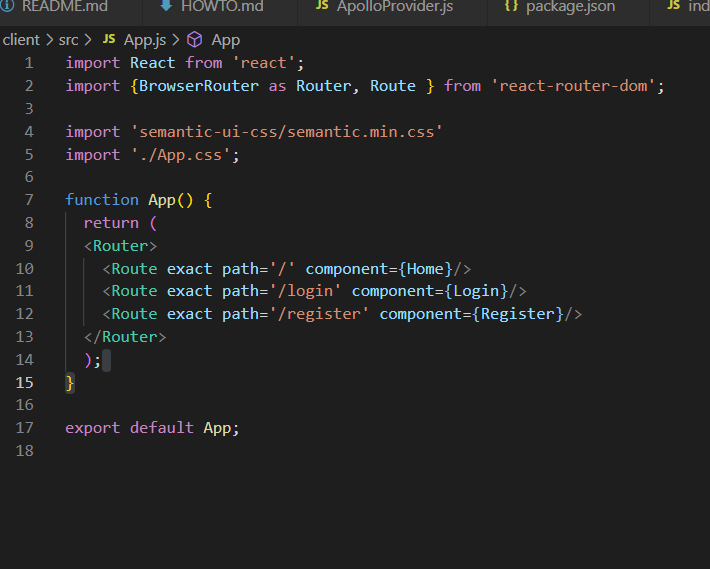 README.md HOWTO.md JS ApolloProvider.js {} package.json JS
client > src > JS App.js > App
1 import React from 'react';
2 import {BrowserRouter as Router, Route } from 'react-router-dom';
3
4 import 'semantic-ui-css/semantic.min.css'
5 import './App.css';
6
7 function App() {
8 return (
9 <Router>
10 <Route exact path='/' component={Home}/>
11 <Route exact path='/login' component={Login}/>
12 <Route exact path='/register' component={Register}/>
13 </Router>
14 );
15 }
16
17 export default App;
18